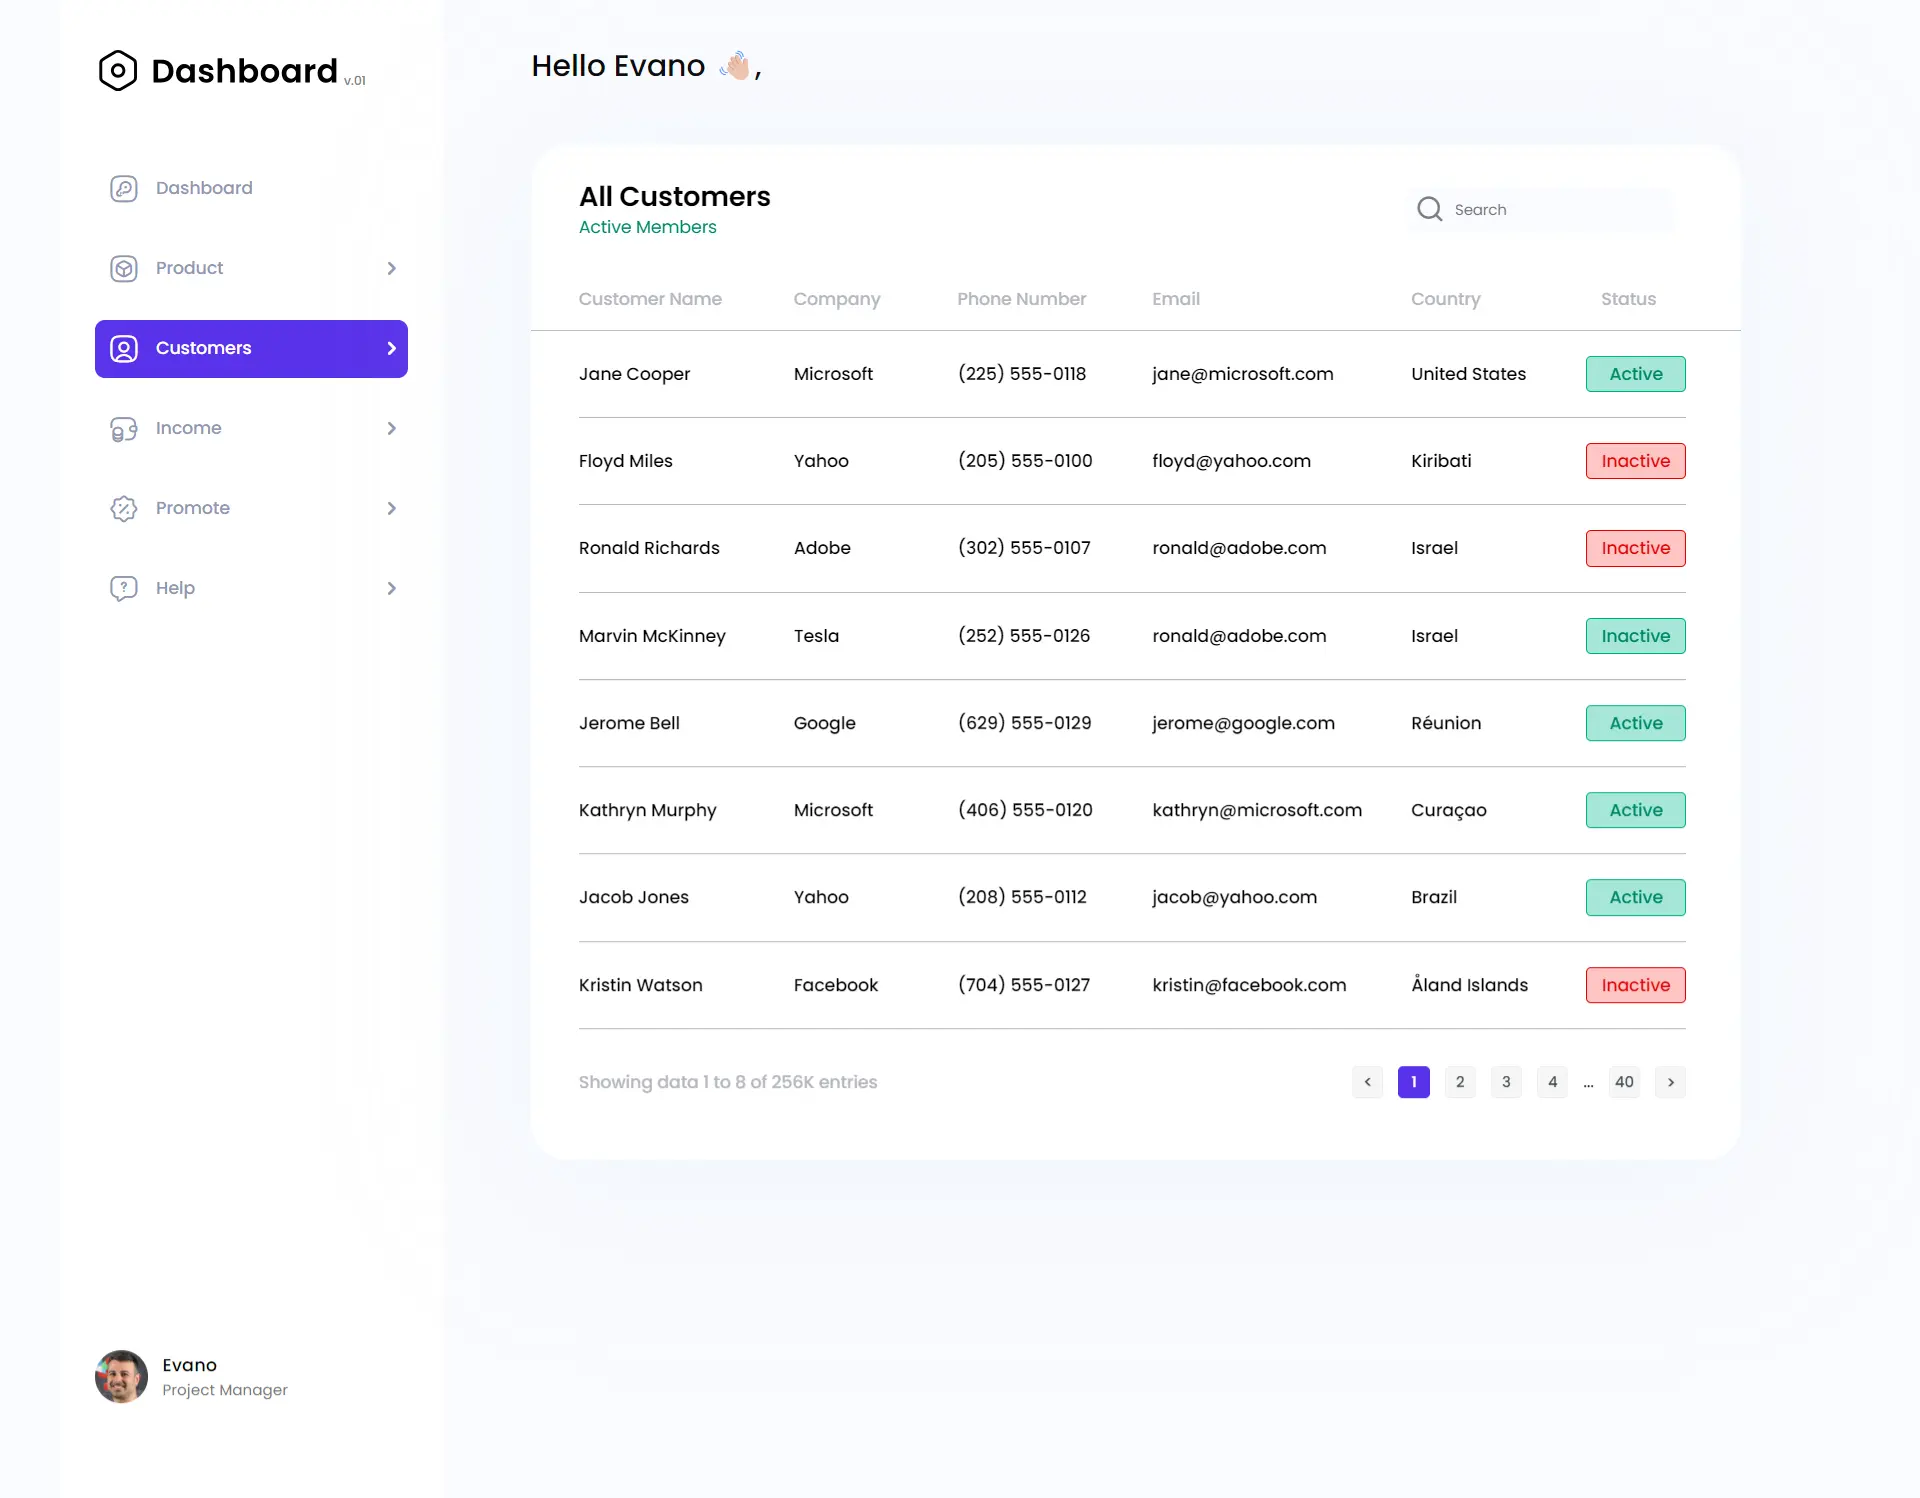 Dashboard v.01
Dashboard
Product
Customers
Income
Promote
Help
Evano
Project Manager
Hello Evano 👋🏼,
All Customers
Active Members
Search
Customer Name Company Phone Number Email Country Status
Jane Cooper Microsoft (225) 555-0118 jane@microsoft.com United States Active
Floyd Miles Yahoo (205) 555-0100 floyd@yahoo.com Kiribati Inactive
Ronald Richards Adobe (302) 555-0107 ronald@adobe.com Israel Inactive
Marvin McKinney Tesla (252) 555-0126 ronald@adobe.com Israel Inactive
Jerome Bell Google (629) 555-0129 jerome@google.com Réunion Active
Kathryn Murphy Microsoft (406) 555-0120 kathryn@microsoft.com Curaçao Active
Jacob Jones Yahoo (208) 555-0112 jacob@yahoo.com Brazil Active
Kristin Watson Facebook (704) 555-0127 kristin@facebook.com Åland Islands Inactive
Showing data 1 to 8 of 256K entries
< 1 2 3 4 ... 40 >